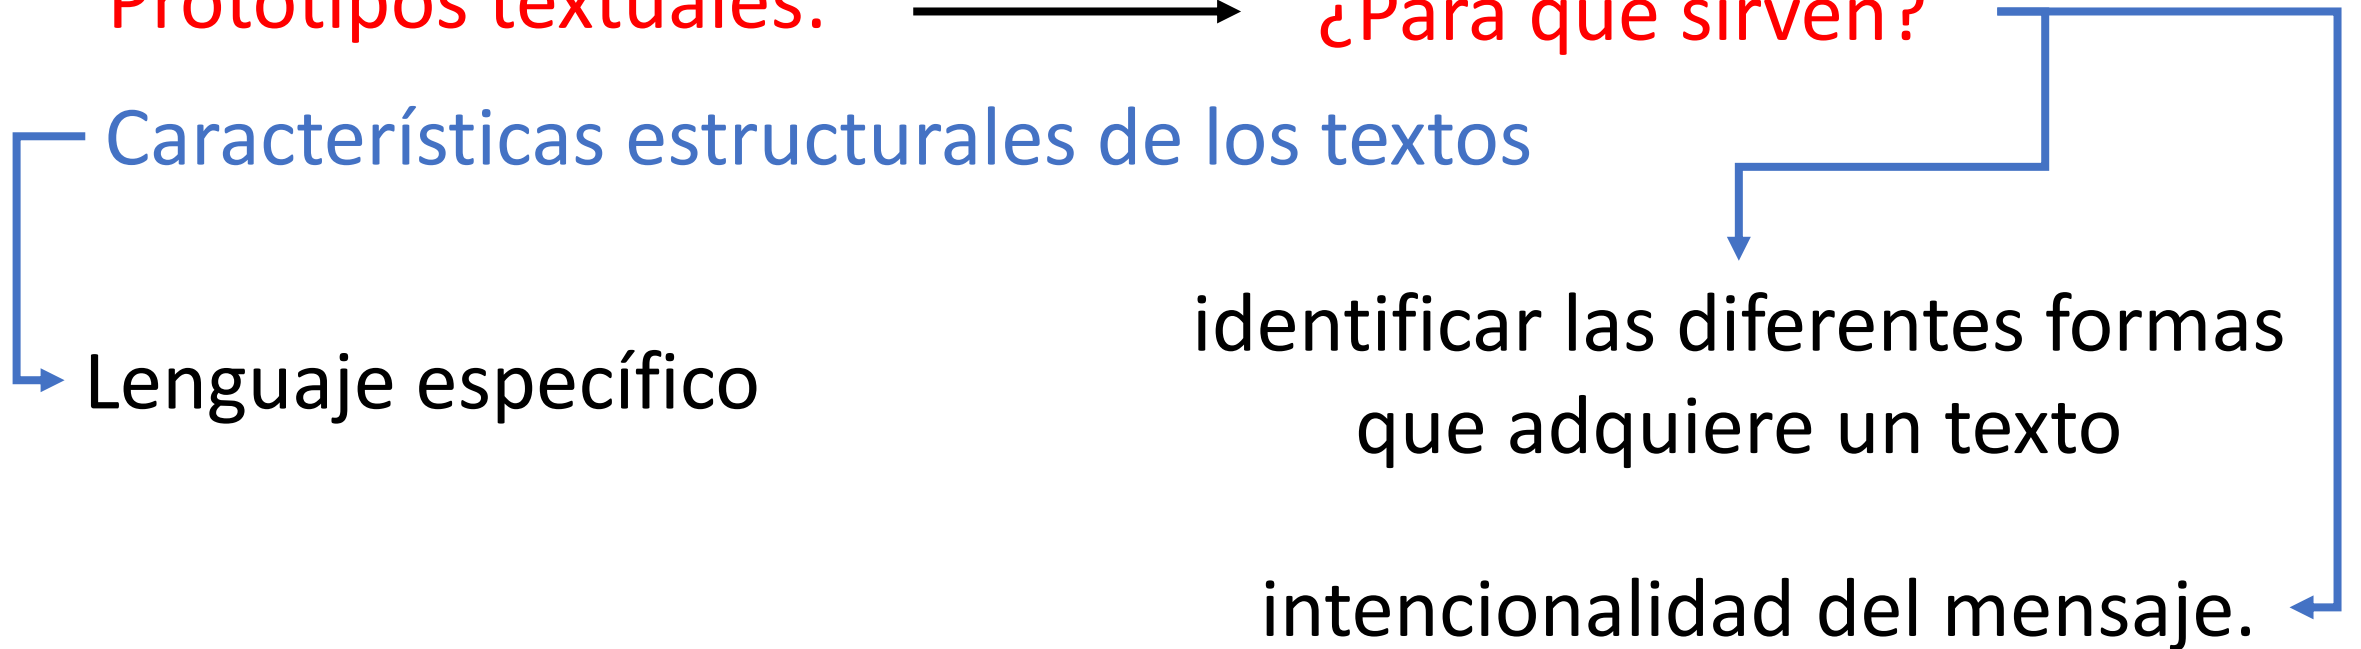 Prototipos textuales.
¿Para que sirven?
Características estructurales de los textos
Lenguaje específico
identificar las diferentes formas
que adquiere un texto
intencionalidad del mensaje.